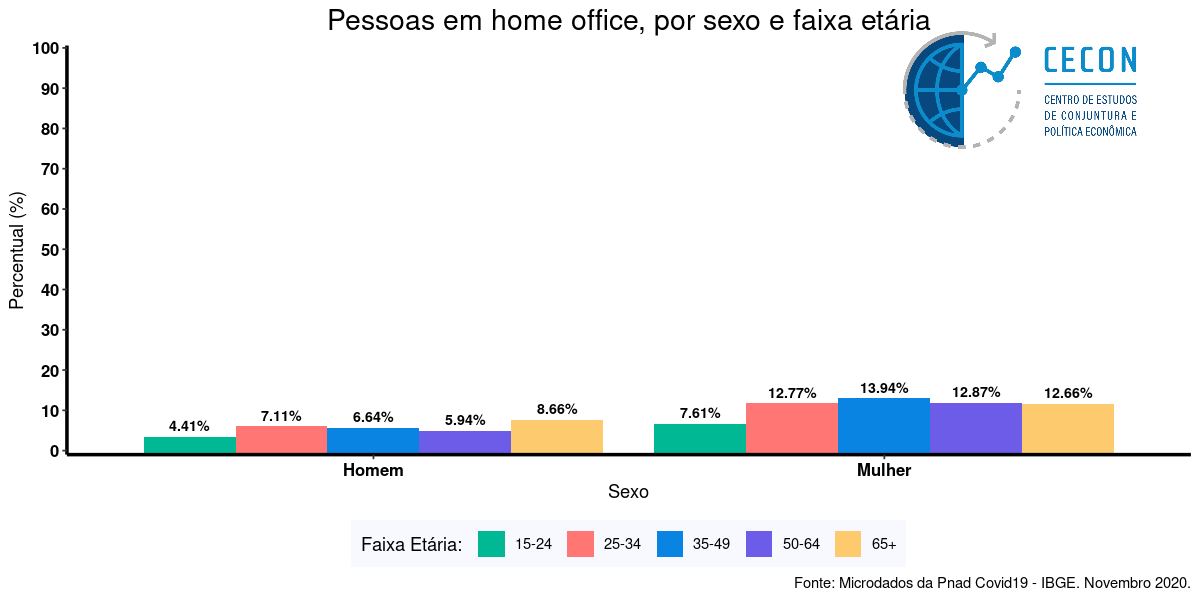 Pessoas em home office, por sexo e faixa etária
CECON
CENTRO DE ESTUDOS
DE CONJUNTURA E
POLÍTICA ECONÔMICA
Percentual (%)
100
90
80
70
60
50
40
30
20
10
0
4.41%
7.11%
6.64%
5.94%
8.66%
7.61%
12.77%
13.94%
12.87%
12.66%
Homem
Mulher
Sexo
Faixa Etária: 15-24 25-34 35-49 50-64 65+
Fonte: Microdados da Pnad Covid19 - IBGE. Novembro 2020.